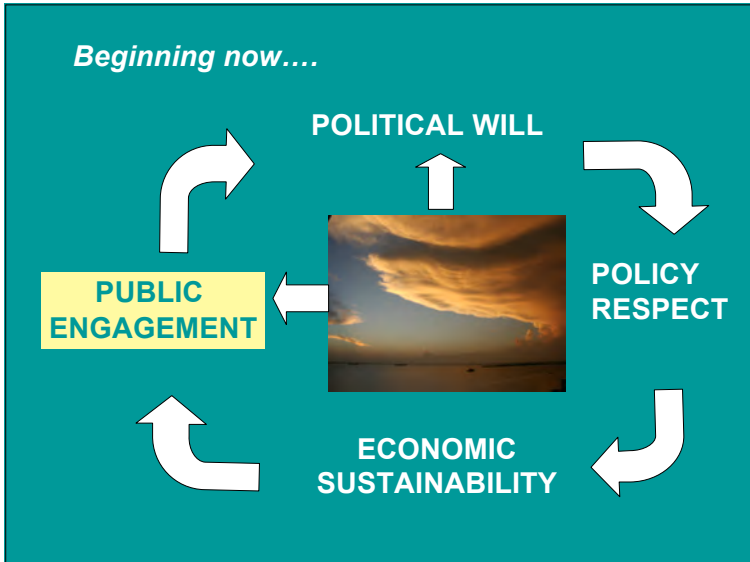 Beginning now....
POLITICAL WILL
PUBLIC
ENGAGEMENT
POLICY
RESPECT
ECONOMIC
SUSTAINABILITY